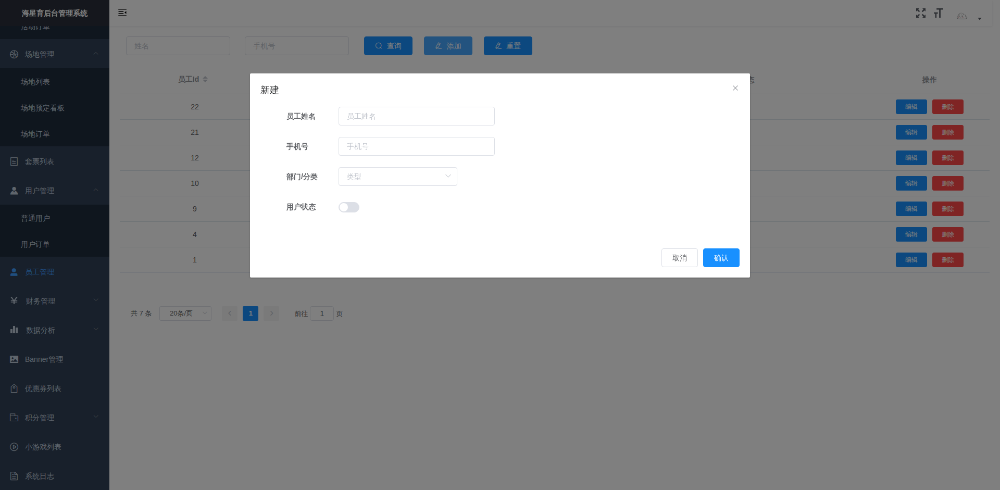 海星育后台管理系统
活动订单
场地管理
场地列表
场地预定看板
场地订单
套票列表
用户管理
普通用户
用户订单
员工管理
财务管理
数据分析
Banner管理
优惠券列表
积分管理
小游戏列表
系统日志
姓名 手机号 查询 添加 重置
员工Id 态 操作
22 编辑 删除
21 编辑 删除
12 编辑 删除
10 编辑 删除
9 编辑 删除
4 编辑 删除
1 编辑 删除
共 7 条 20条/页 1 前往 1 页
新建
员工姓名 员工姓名
手机号 手机号
部门/分类 类型
用户状态
取消 确认